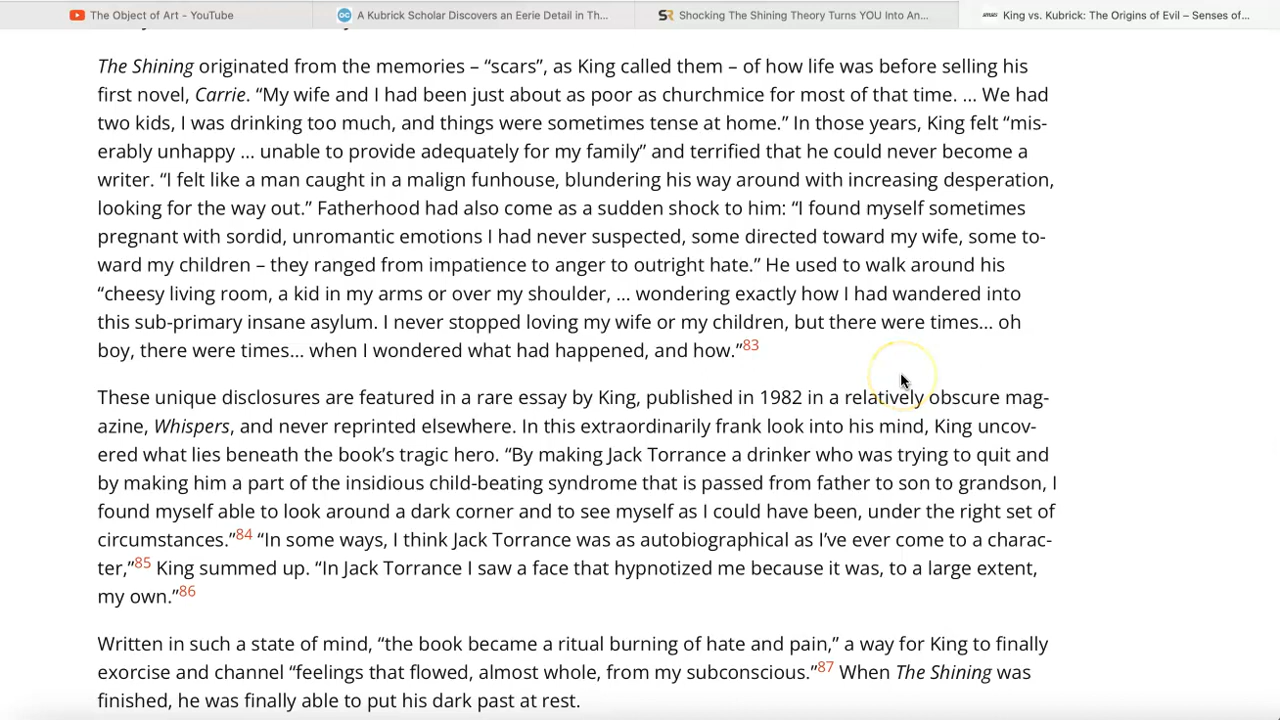 The Object of Art - YouTube
OC
A Kubrick Scholar Discovers an Eerie Detail in Th...
SR
Shocking The Shining Theory Turns YOU Into An...
King vs. Kubrick: The Origins of Evil – Senses of...
The Shining originated from the memories – “scars”, as King called them – of how life was before selling his
first novel, Carrie. “My wife and I had been just about as poor as churchmice for most of that time. … We had
two kids, I was drinking too much, and things were sometimes tense at home.” In those years, King felt “mis-
erably unhappy … unable to provide adequately for my family” and terrified that he could never become a
writer. “I felt like a man caught in a malign funhouse, blundering his way around with increasing desperation,
looking for the way out.” Fatherhood had also come as a sudden shock to him: “I found myself sometimes
pregnant with sordid, unromantic emotions I had never suspected, some directed toward my wife, some to-
ward my children – they ranged from impatience to anger to outright hate.” He used to walk around his
“cheesy living room, a kid in my arms or over my shoulder, … wondering exactly how I had wandered into
this sub-primary insane asylum. I never stopped loving my wife or my children, but there were times… oh
boy, there were times… when I wondered what had happened, and how.”83
These unique disclosures are featured in a rare essay by King, published in 1982 in a relatively obscure mag-
azine, Whispers, and never reprinted elsewhere. In this extraordinarily frank look into his mind, King uncov-
ered what lies beneath the book’s tragic hero. “By making Jack Torrance a drinker who was trying to quit and
by making him a part of the insidious child-beating syndrome that is passed from father to son to grandson, I
found myself able to look around a dark corner and to see myself as I could have been, under the right set of
circumstances.”84 “In some ways, I think Jack Torrance was as autobiographical as I’ve ever come to a charac-
ter,”85 King summed up. “In Jack Torrance I saw a face that hypnotized me because it was, to a large extent,
my own.”86
Written in such a state of mind, “the book became a ritual burning of hate and pain,” a way for King to finally
exorcise and channel “feelings that flowed, almost whole, from my subconscious.”87 When The Shining was
finished, he was finally able to put his dark past at rest.